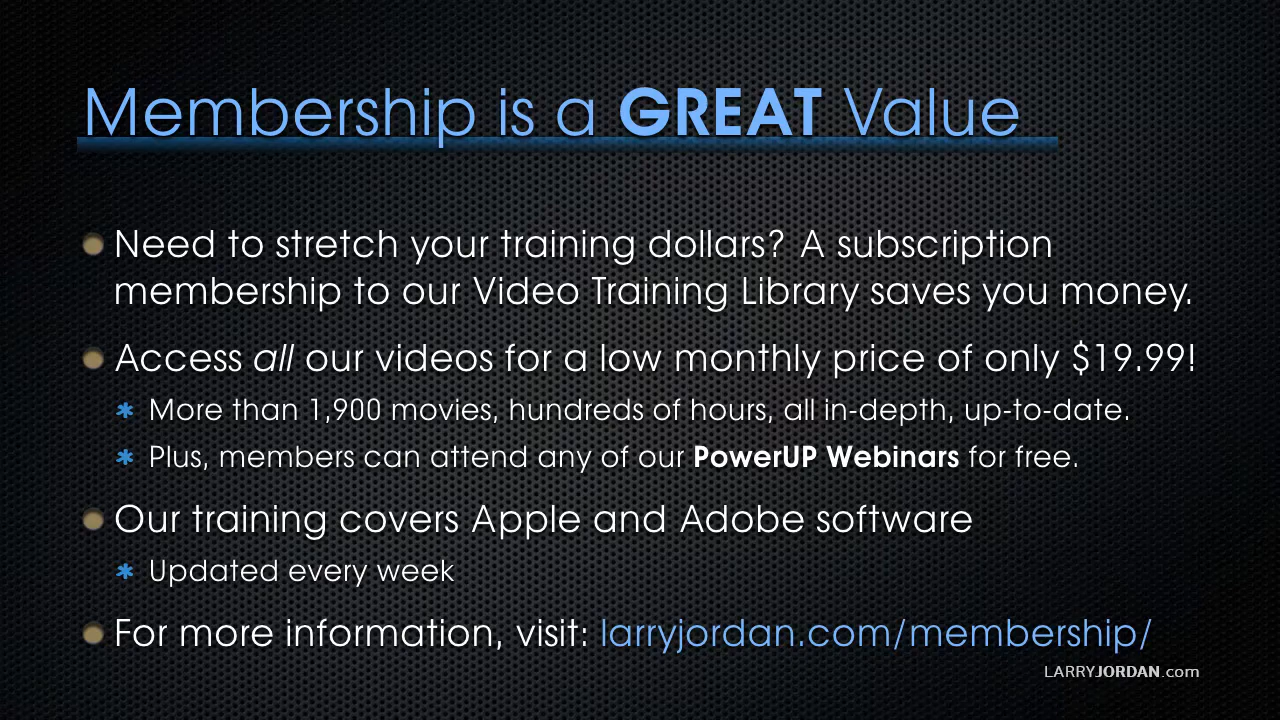 Membership is a GREAT Value
Need to stretch your training dollars? A subscription
membership to our Video Training Library saves you money.
Access all our videos for a low monthly price of only $19.99!
More than 1,900 movies, hundreds of hours, all in-depth, up-to-date.
Plus, members can attend any of our PowerUP Webinars for free.
Our training covers Apple and Adobe software
Updated every week
For more information, visit: larryjordan.com/membership/
LARRYJORDAN.com